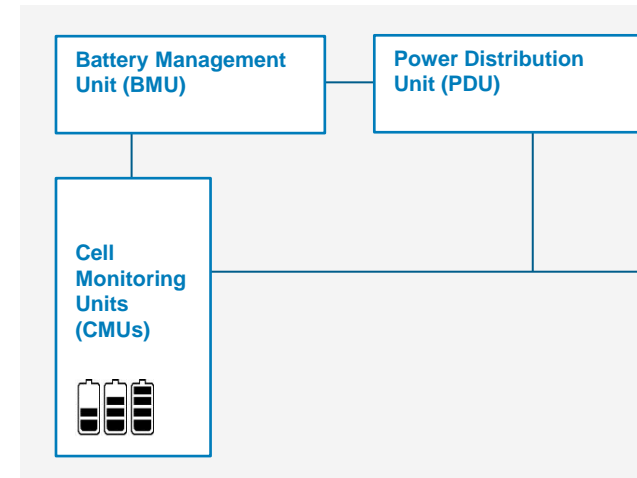 Battery Management
Unit (BMU)
Power Distribution
Unit (PDU)
Cell
Monitoring
Units
(CMUs)